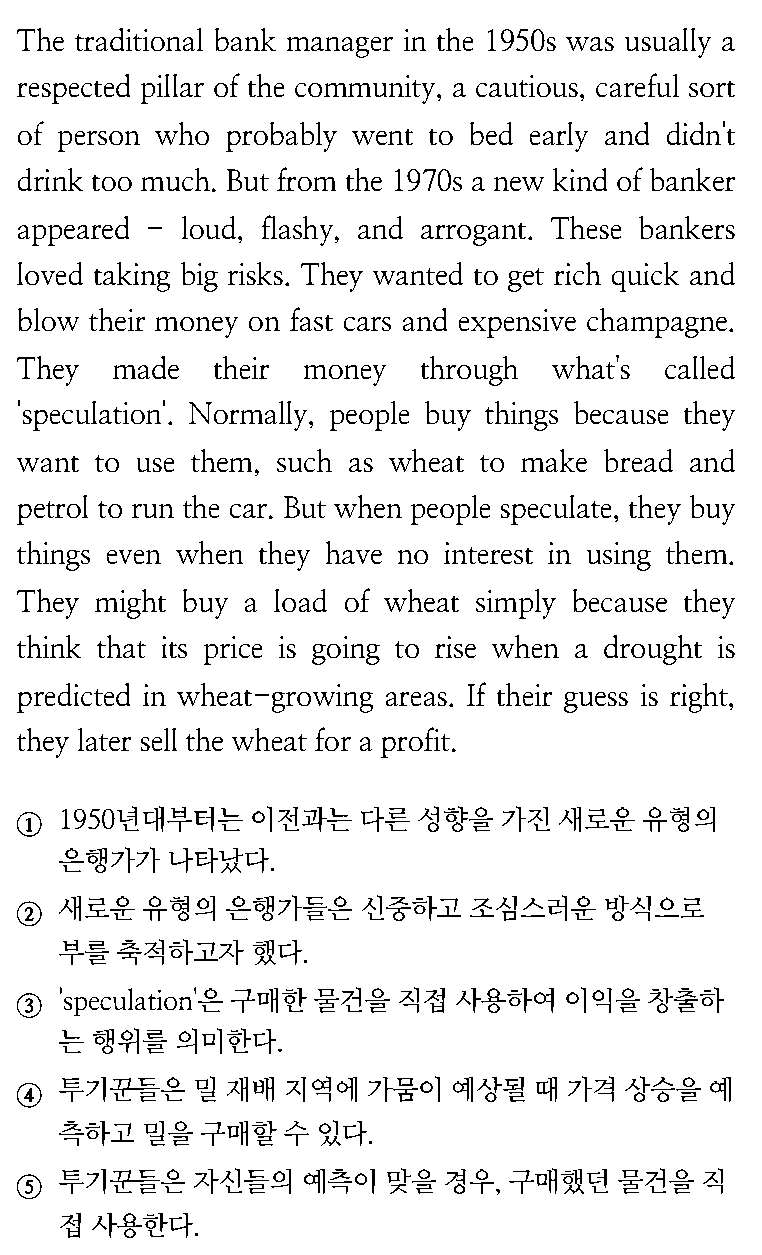 The traditional bank manager in the 1950s was usually a
respected pillar of the community, a cautious, careful sort
of person who probably went to bed early and didn't
drink too much. But from the 1970s a new kind of banker
appeared - loud, flashy, and arrogant. These bankers
loved taking big risks. They wanted to get rich quick and
blow their money on fast cars and expensive champagne.
They made their money through what's called
'speculation'. Normally, people buy things because they
want to use them, such as wheat to make bread and
petrol to run the car. But when people speculate, they buy
things even when they have no interest in using them.
They might buy a load of wheat simply because they
think that its price is going to rise when a drought is
predicted in wheat-growing areas. If their guess is right,
they later sell the wheat for a profit.
① 1950년대부터는 이전과는 다른 성향을 가진 새로운 유형의
은행가가 나타났다.
② 새로운 유형의 은행가들은 신중하고 조심스러운 방식으로
부를 축적하고자 했다.
③ 'speculation'은 구매한 물건을 직접 사용하여 이익을 창출하
는 행위를 의미한다.
④ 투기꾼들은 밀 재배 지역에 가뭄이 예상될 때 가격 상승을 예
측하고 밀을 구매할 수 있다.
⑤ 투기꾼들은 자신들의 예측이 맞을 경우, 구매했던 물건을 직
접 사용한다.